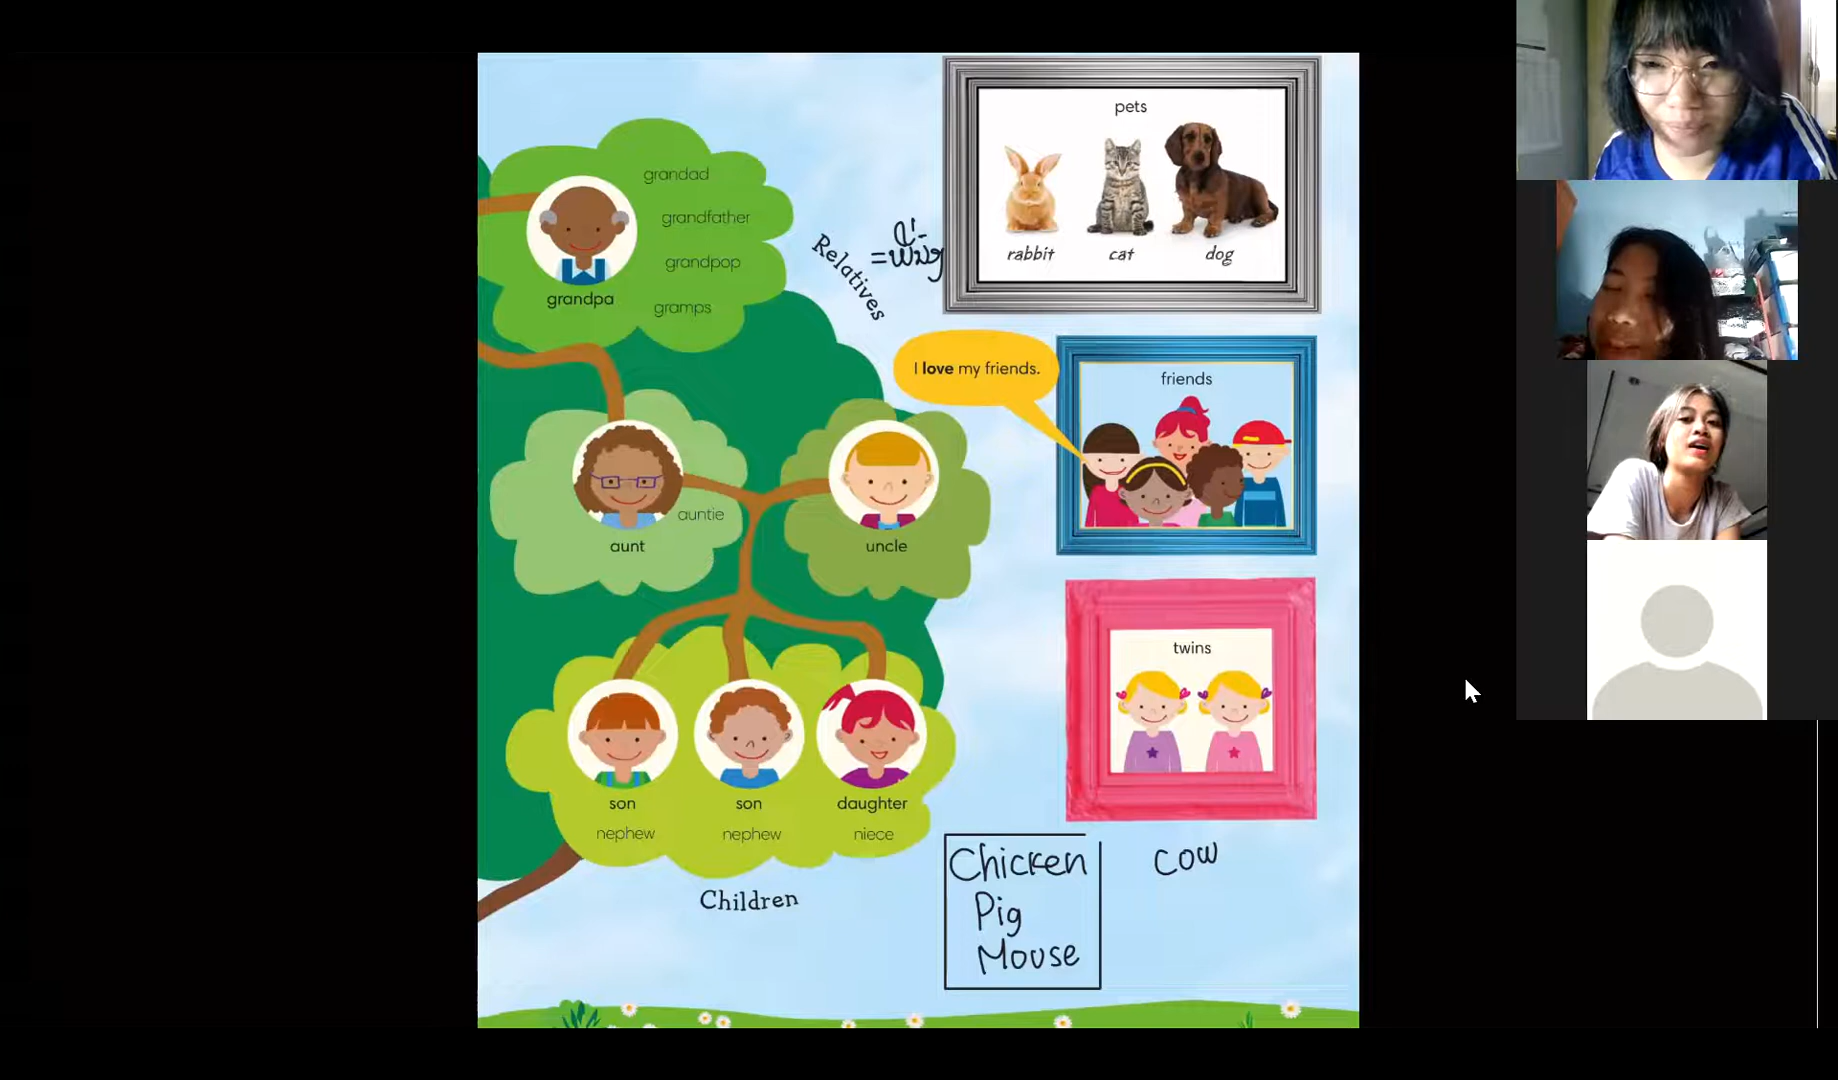 grandad
grandfather
grandpop
gramps
grandpa
Relatives
pets
rabbit cat dog
I love my friends.
friends
auntie
aunt
uncle
twins
son son daughter
nephew nephew niece
Children
Chicken
Pig
Mouse
cow